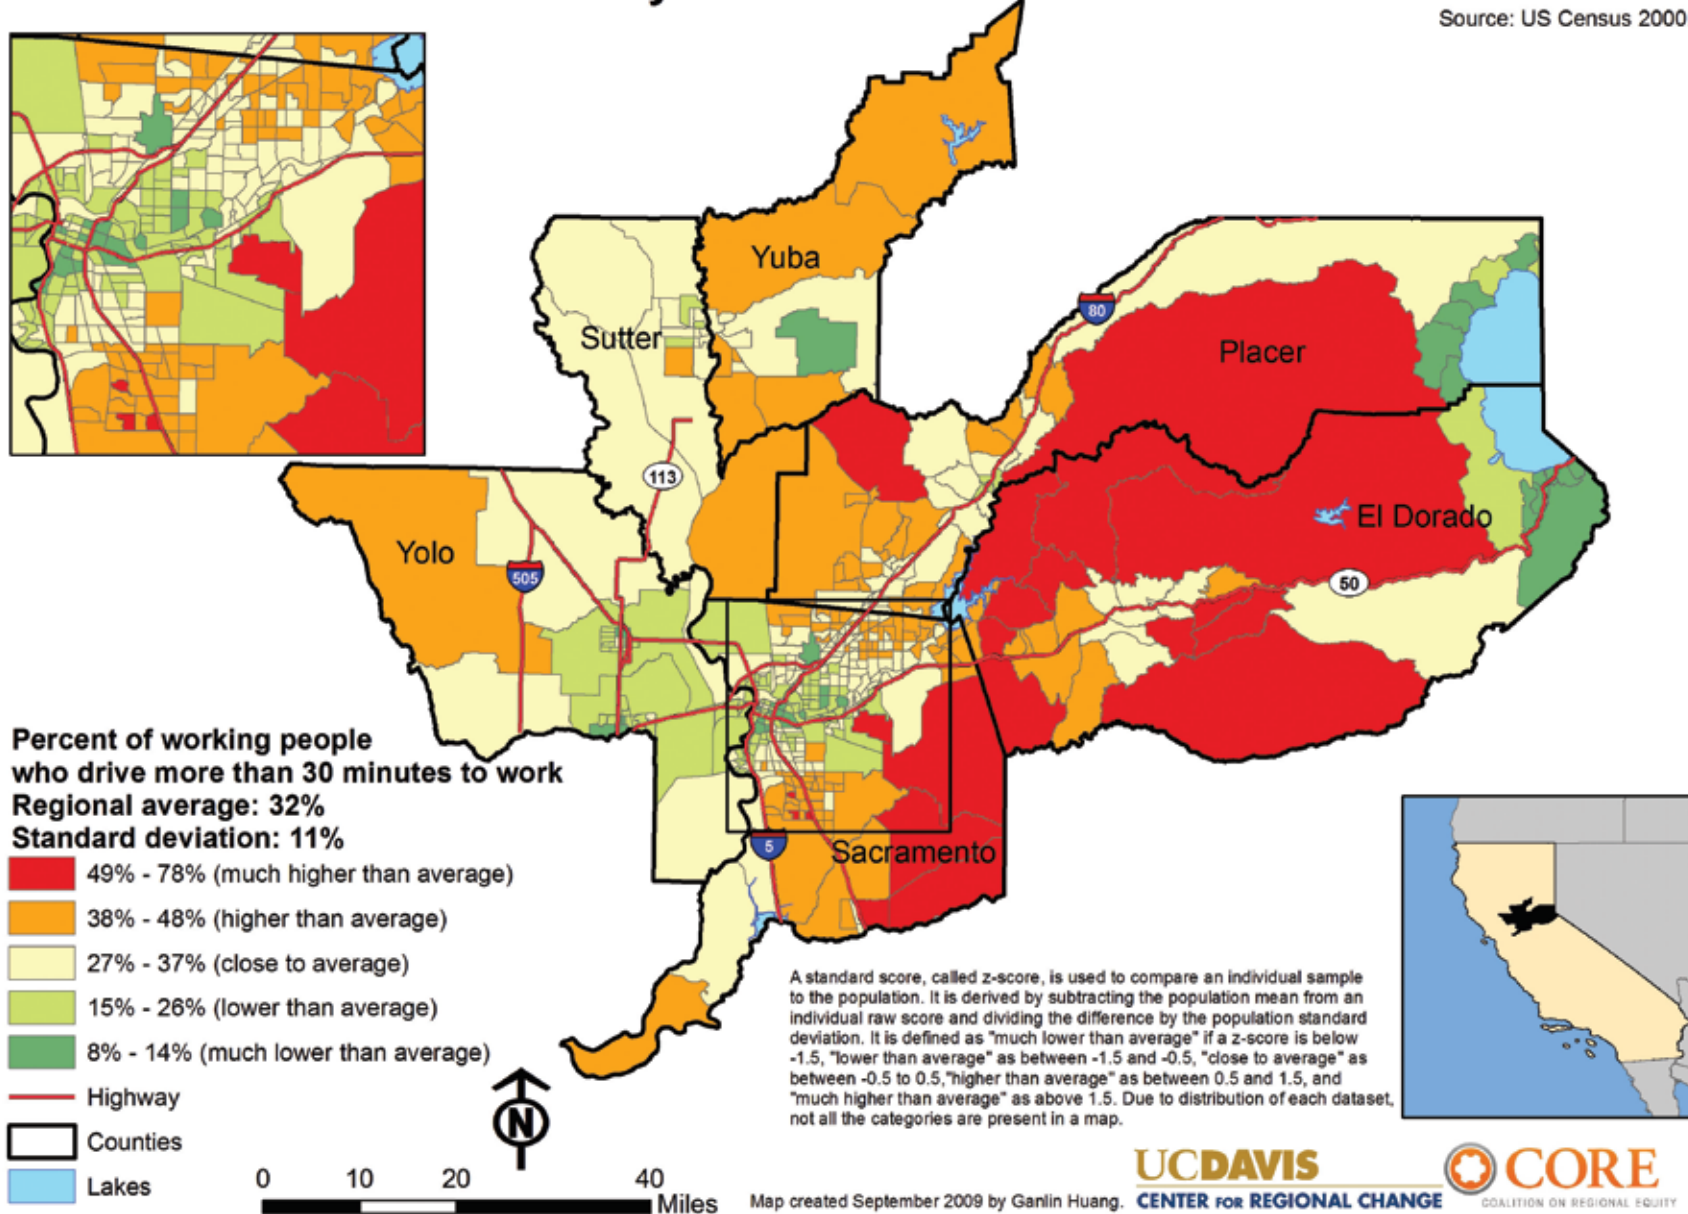 Source: US Census 2000
Yuba
Sutter
80
Placer
113
Yolo
505
El Dorado
50
5
Sacramento
Percent of working people
who drive more than 30 minutes to work
Regional average: 32%
Standard deviation: 11%
49% - 78% (much higher than average)
38% - 48% (higher than average)
27% - 37% (close to average)
15% - 26% (lower than average)
8% - 14% (much lower than average)
Highway
Counties
Lakes
N
0 10 20 40
Miles
A standard score, called z-score, is used to compare an individual sample
to the population. It is derived by subtracting the population mean from an
individual raw score and dividing the difference by the population standard
deviation. It is defined as "much lower than average" if a z-score is below
-1.5, "lower than average" as between -1.5 and -0.5, "close to average" as
between -0.5 to 0.5,"higher than average" as between 0.5 and 1.5, and
"much higher than average" as above 1.5. Due to distribution of each dataset,
not all the categories are present in a map.
Map created September 2009 by Ganlin Huang.
UCDAVIS
CENTER FOR REGIONAL CHANGE
CORE
COALITION ON REGIONAL EQUITY